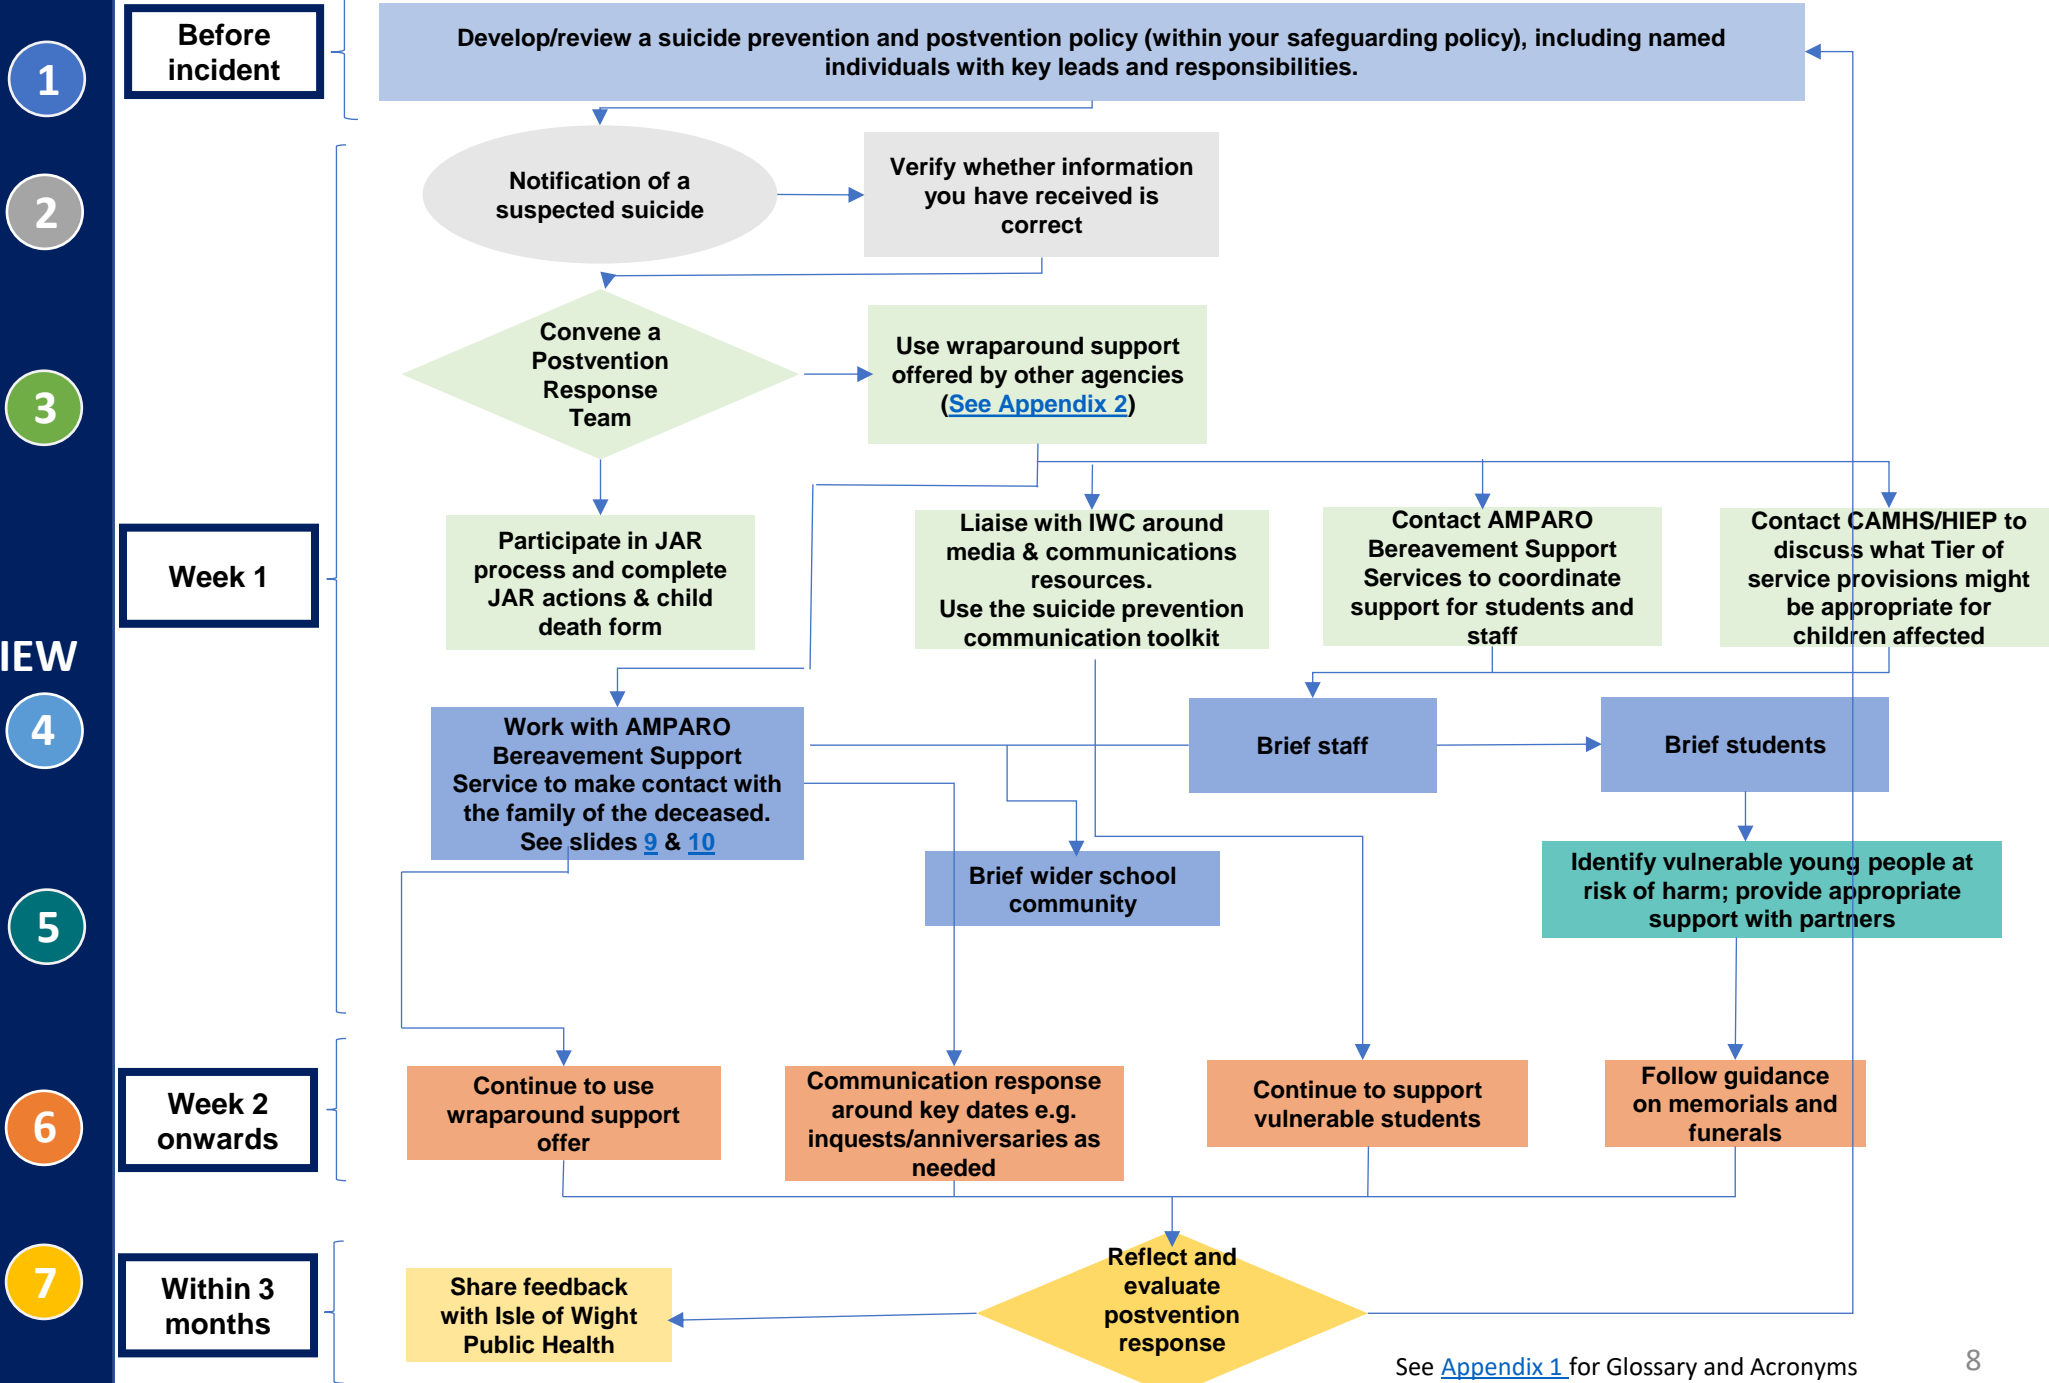 Before
incident
Develop/review a suicide prevention and postvention policy (within your safeguarding policy), including named
individuals with key leads and responsibilities.
1
Notification of a
suspected suicide
Verify whether information
you have received is
correct
2
Convene a
Postvention
Response
Team
Use wraparound support
offered by other agencies
(See Appendix 2)
3
Week 1
Participate in JAR
process and complete
JAR actions & child
death form
Liaise with IWC around
media & communications
resources.
Use the suicide prevention
communication toolkit
Contact AMPARO
Bereavement Support
Services to coordinate
support for students and
staff
Contact CAMHS/HIEP to
discuss what Tier of
service provisions might
be appropriate for
children affected
IEW
4
Work with AMPARO
Bereavement Support
Service to make contact with
the family of the deceased.
See slides 9 & 10
Brief staff
Brief students
Brief wider school
community
Identify vulnerable young people at
risk of harm; provide appropriate
support with partners
5
6
Week 2
onwards
Continue to use
wraparound support
offer
Communication response
around key dates e.g.
inquests/anniversaries as
needed
Continue to support
vulnerable students
Follow guidance
on memorials and
funerals
7
Within 3
months
Share feedback
with Isle of Wight
Public Health
Reflect and
evaluate
postvention
response
See Appendix 1 for Glossary and Acronyms
8